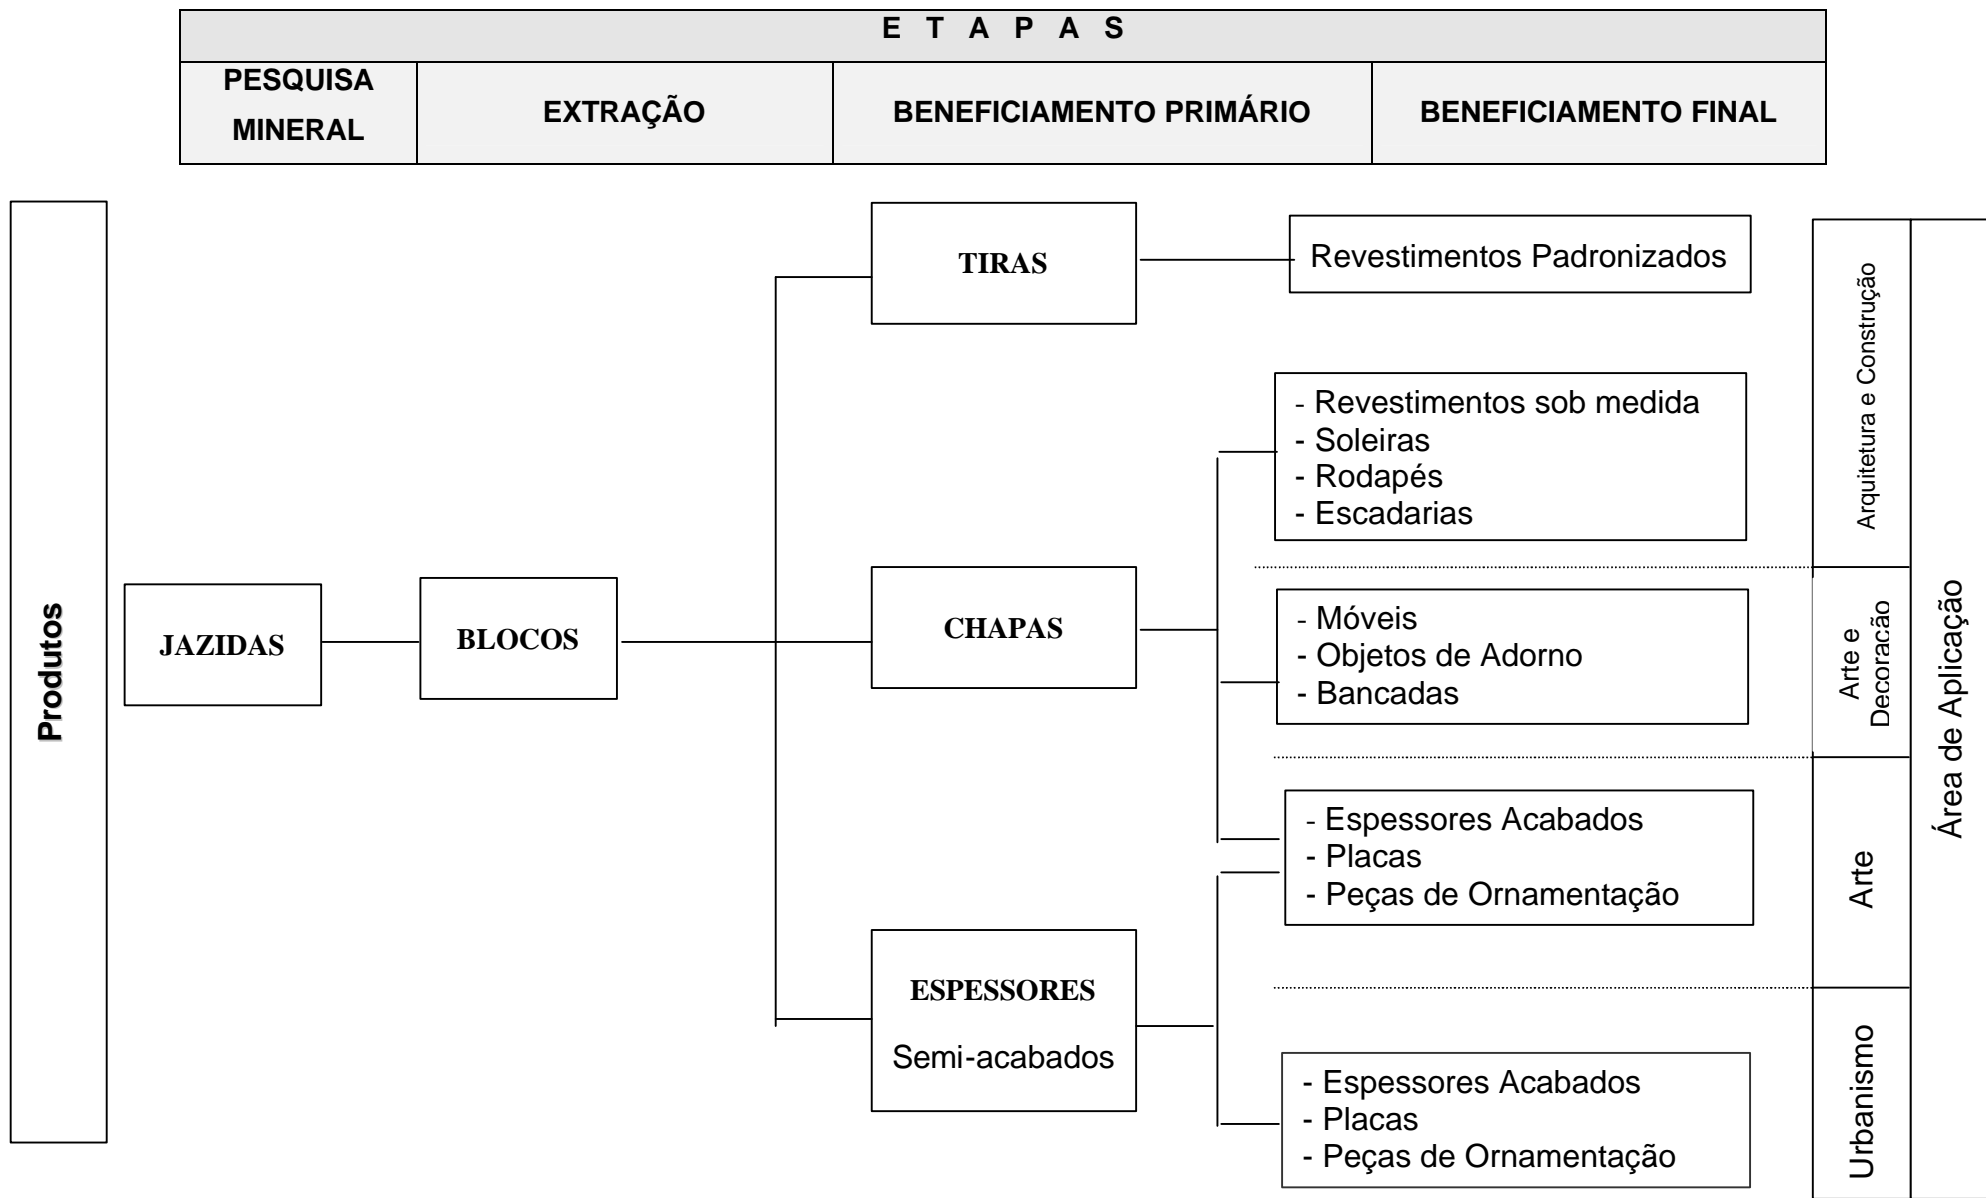 E T A P A S
PESQUISA
MINERAL
EXTRAÇÃO
BENEFICIAMENTO PRIMÁRIO
BENEFICIAMENTO FINAL
Produtos
JAZIDAS
BLOCOS
TIRAS
CHAPAS
ESPESSORES
Semi-acabados
Revestimentos Padronizados
- Revestimentos sob medida
- Soleiras
- Rodapés
- Escadarias
- Móveis
- Objetos de Adorno
- Bancadas
- Espessores Acabados
- Placas
- Peças de Ornamentação
- Espessores Acabados
- Placas
- Peças de Ornamentação
Arquitetura e Construção
Arte e
Decoração
Arte
Urbanismo
Área de Aplicação